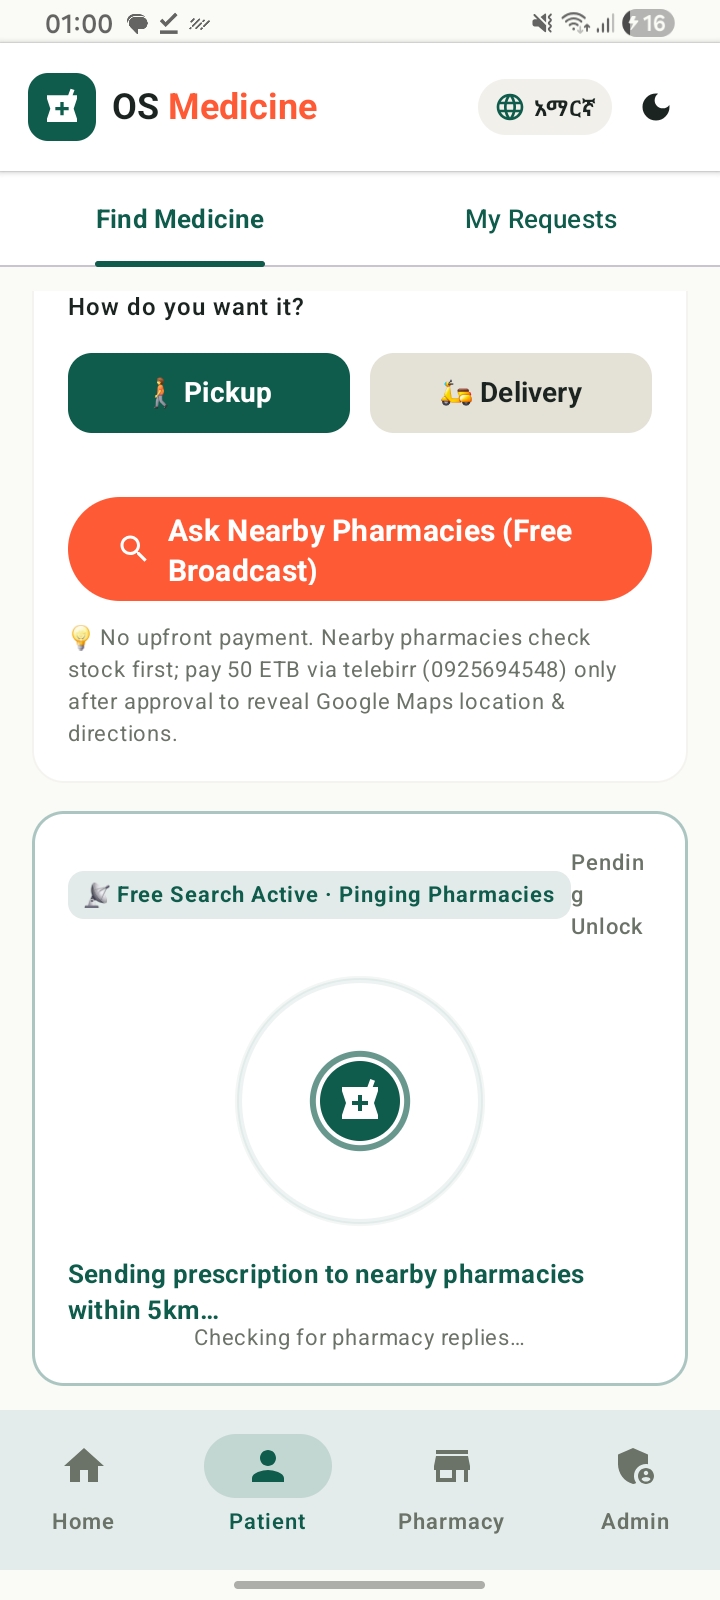 01:00
16
OS Medicine
አማርኛ
Find Medicine
My Requests
How do you want it?
🚶 Pickup
🛵 Delivery
Ask Nearby Pharmacies (Free
Broadcast)
💡 No upfront payment. Nearby pharmacies check
stock first; pay 50 ETB via telebirr (0925694548) only
after approval to reveal Google Maps location &
directions.
📡 Free Search Active · Pinging Pharmacies
Pendin
g
Unlock
Sending prescription to nearby pharmacies
within 5km…
Checking for pharmacy replies…
Home
Patient
Pharmacy
Admin